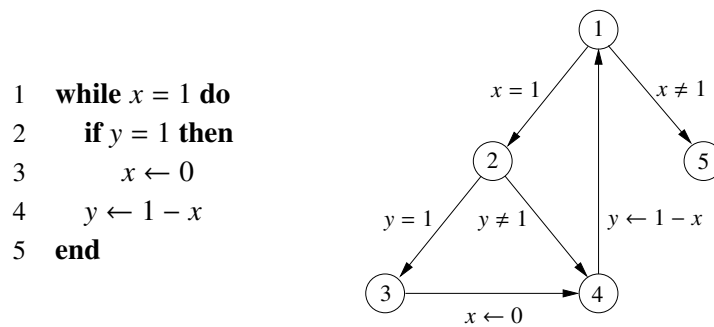 1 while x = 1 do
2 if y = 1 then
3 x ← 0
4 y ← 1 − x
5 end
1
x = 1
x ≠ 1
2
5
y = 1
y ≠ 1
y ← 1 − x
3
4
x ← 0